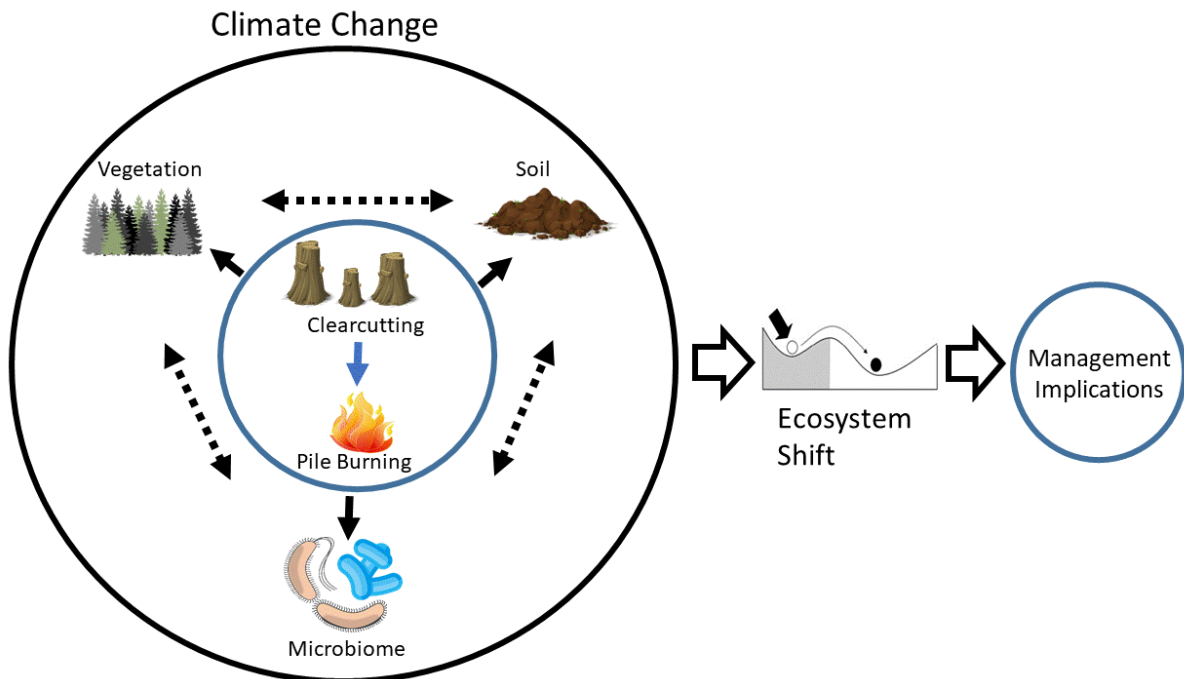 Climate Change
Vegetation
Soil
Clearcutting
Pile Burning
Microbiome
Ecosystem
Shift
Management
Implications